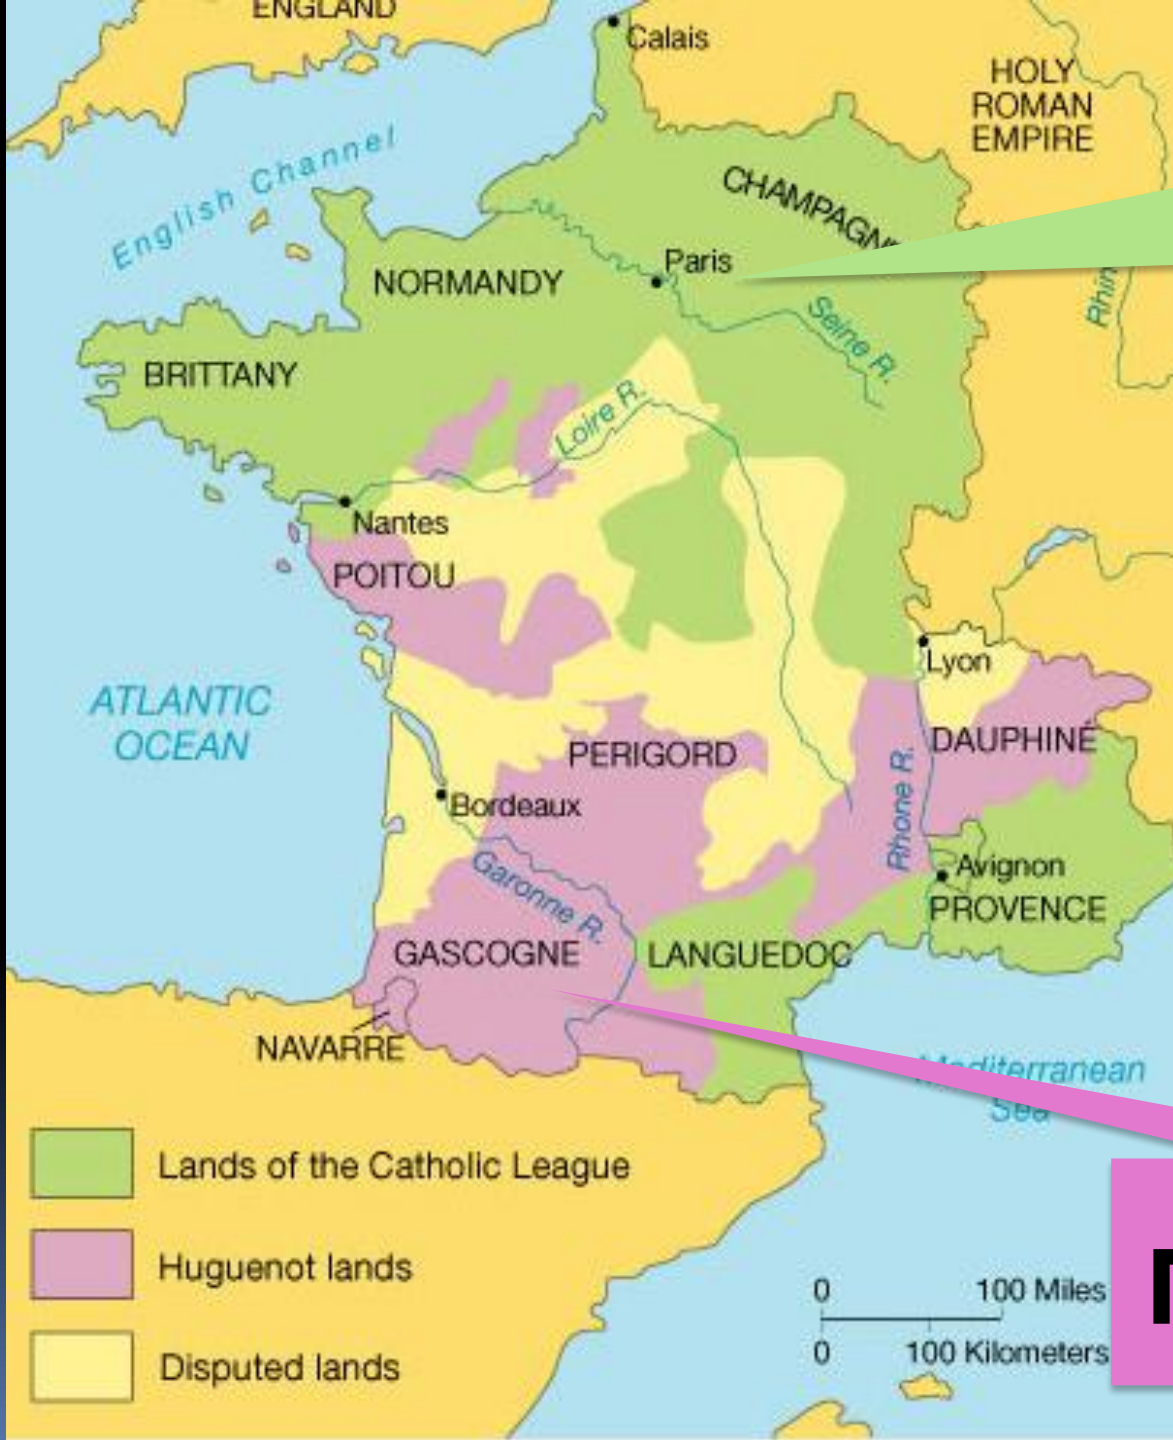 ENGLAND
Calais
HOLY
ROMAN
EMPIRE
English Channel
CHAMPAGN
Paris
NORMANDY
Rhin
Seine R.
BRITTANY
Loire R.
Nantes
POITOU
Lyon
ATLANTIC
OCEAN
DAUPHINÉ
PERIGORD
Bordeaux
Rhone R.
Garonne R.
Avignon
PROVENCE
GASCOGNE
LANGUEDOC
NAVARRE
Mediterranean
Sea
Lands of the Catholic League
Huguenot lands
Disputed lands
0 100 Miles
0 100 Kilometers